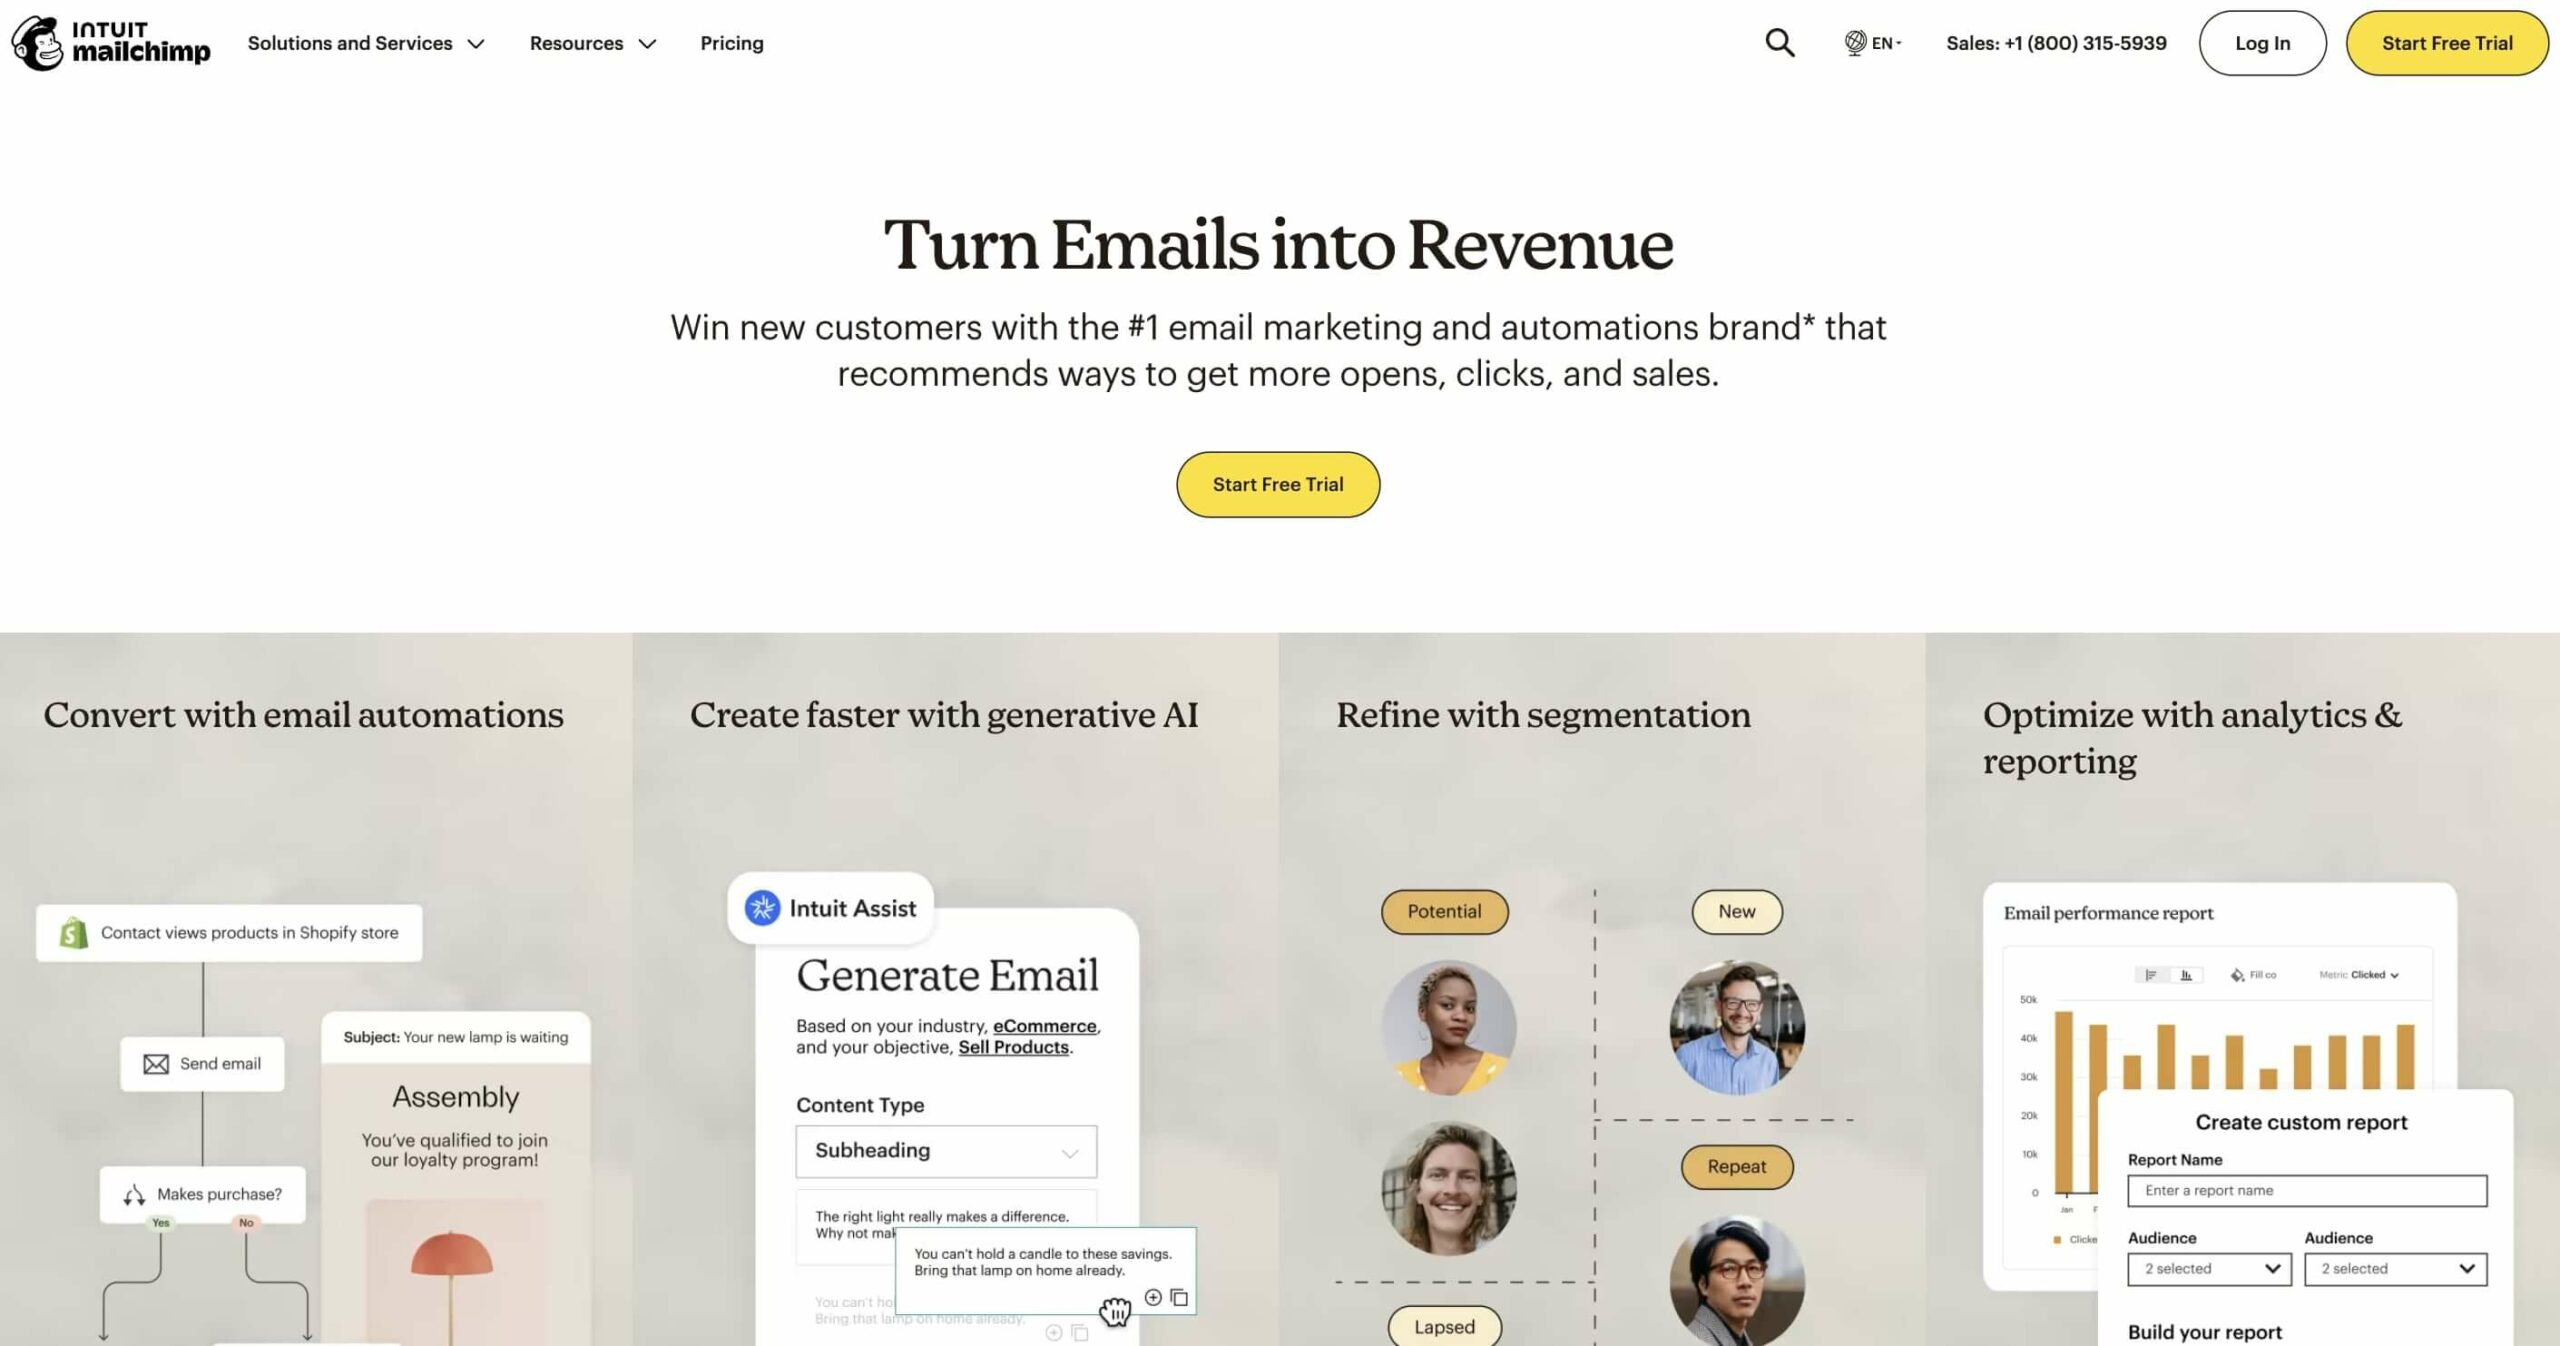 INTUIT
mailchimp
Solutions and Services
Resources
Pricing
EN
Sales: +1 (800) 315-5939
Log In
Start Free Trial
Turn Emails into Revenue
Win new customers with the #1 email marketing and automations brand* that
recommends ways to get more opens, clicks, and sales.
Start Free Trial
Convert with email automations
Contact views products in Shopify store
Send email
Makes purchase?
Yes
No
Subject: Your new lamp is waiting
Assembly
You've qualified to join
our loyalty program!
Create faster with generative AI
Intuit Assist
Generate Email
Based on your industry, eCommerce,
and your objective, Sell Products.
Content Type
Subheading
The right light really makes a difference.
Why not
You can't hold a candle to these savings.
Bring that lamp on home already.
You can't
Bring that lamp on home already.
Refine with segmentation
Potential
New
Repeat
Lapsed
Optimize with analytics &
reporting
Email performance report
Fill co
Metric Clicked
50k
40k
30k
20k
10k
0
Jan
F
Clicke
Create custom report
Report Name
Enter a report name
Audience
2 selected
Audience
2 selected
Build your report